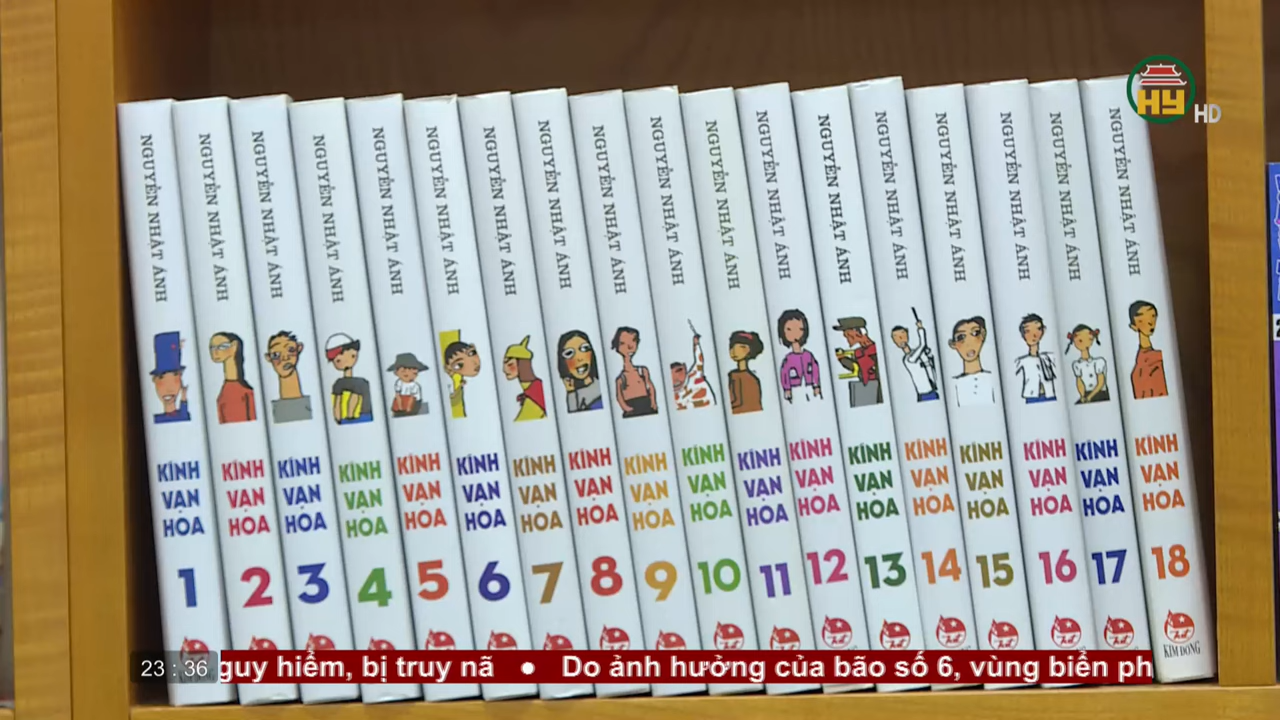 HY HD
NGUYỄN NHẬT ÁNH
KÍNH
VẠN
HOA
1
NGUYỄN NHẬT ÁNH
KÍNH
VẠN
HOA
2
NGUYỄN NHẬT ÁNH
KÍNH
VẠN
HOA
3
NGUYỄN NHẬT ÁNH
KÍNH
VẠN
HOA
4
NGUYỄN NHẬT ÁNH
KÍNH
VẠN
HOA
5
NGUYỄN NHẬT ÁNH
KÍNH
VẠN
HOA
6
NGUYỄN NHẬT ÁNH
KÍNH
VẠN
HOA
7
NGUYỄN NHẬT ÁNH
KÍNH
VẠN
HOA
8
NGUYỄN NHẬT ÁNH
KÍNH
VẠN
HOA
9
NGUYỄN NHẬT ÁNH
KÍNH
VẠN
HOA
10
NGUYỄN NHẬT ÁNH
KÍNH
VẠN
HOA
11
NGUYỄN NHẬT ÁNH
KÍNH
VẠN
HOA
12
NGUYỄN NHẬT ÁNH
KÍNH
VẠN
HOA
13
NGUYỄN NHẬT ÁNH
KÍNH
VẠN
HOA
14
NGUYỄN NHẬT ÁNH
KÍNH
VẠN
HOA
15
NGUYỄN NHẬT ÁNH
KÍNH
VẠN
HOA
16
NGUYỄN NHẬT ÁNH
KÍNH
VẠN
HOA
17
NGUYỄN NHẬT ÁNH
KÍNH
VẠN
HOA
18
KIM ĐỒNG
23 : 36 guy hiểm, bị truy nã ● Do ảnh hưởng của bão số 6, vùng biển ph